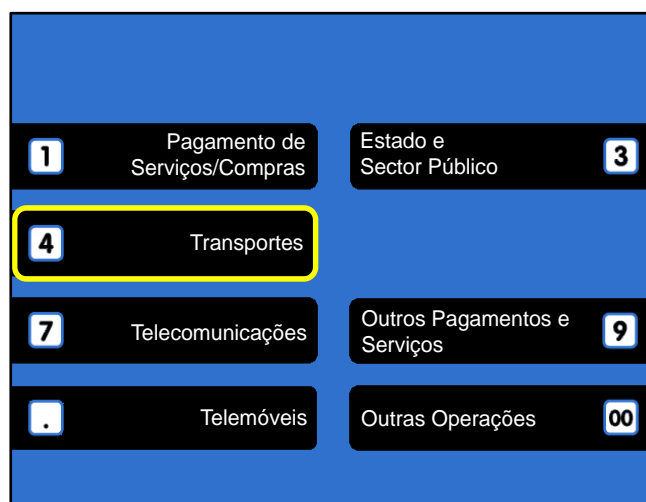 1
Pagamento de
Serviços/Compras
Estado e
Sector Público
3
4
Transportes
7
Telecomunicações
Outros Pagamentos e
Serviços
9
.
Telemóveis
Outras Operações
00